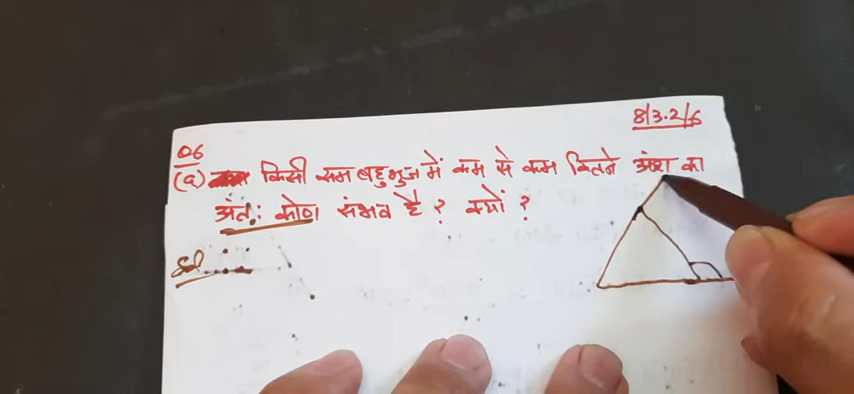 8/3.2/6
06
(a) किसी सम बहुभुज में कम से कम कितने अंश का
अंत: कोण संभव है ? क्यों ?
Sol